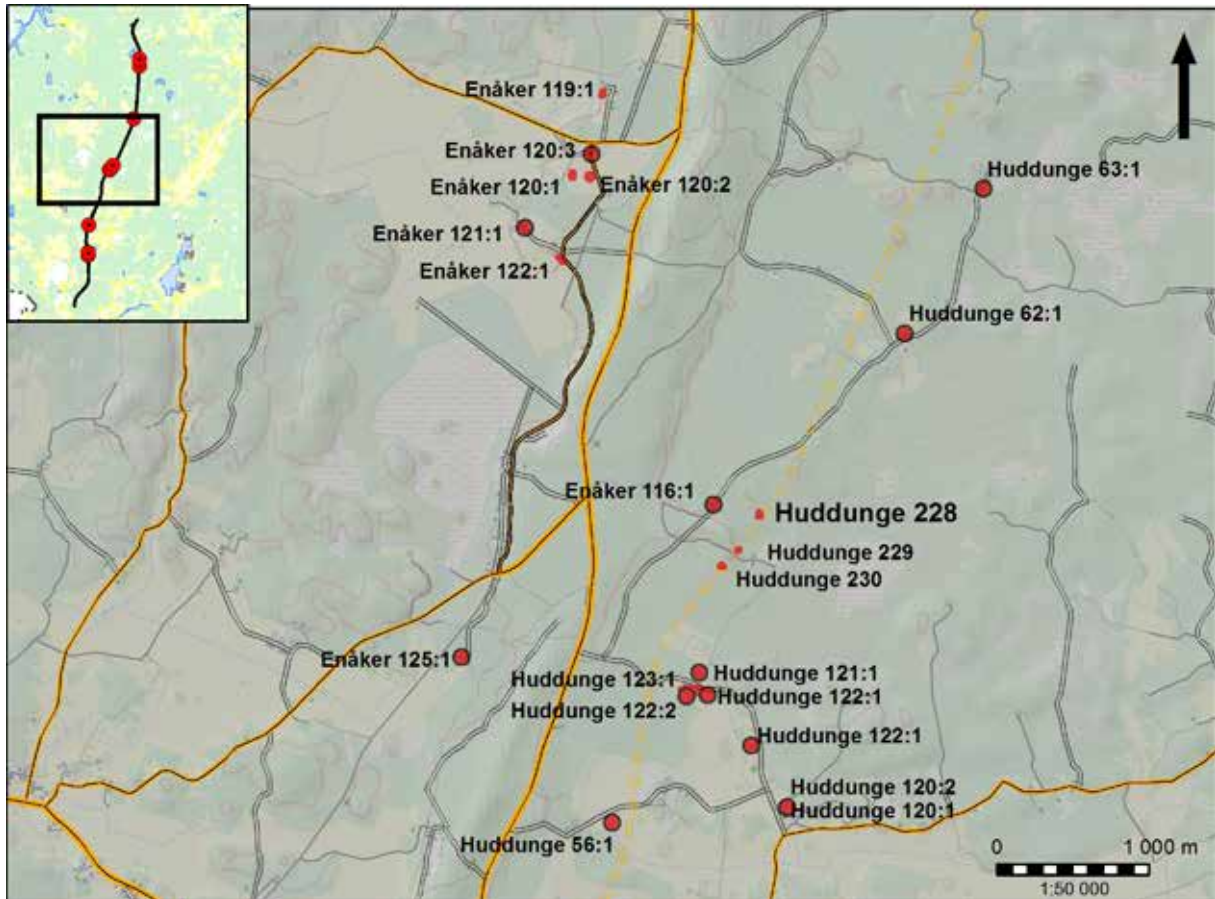 Enåker 119:1
Enåker 120:3
Enåker 120:1
Enåker 120:2
Huddunge 63:1
Enåker 121:1
Enåker 122:1
Huddunge 62:1
Enåker 116:1
Huddunge 228
Huddunge 229
Huddunge 230
Enåker 125:1
Huddunge 121:1
Huddunge 123:1
Huddunge 122:1
Huddunge 122:2
Huddunge 122:1
Huddunge 120:2
Huddunge 120:1
Huddunge 56:1
0 1 000 m
1:50 000